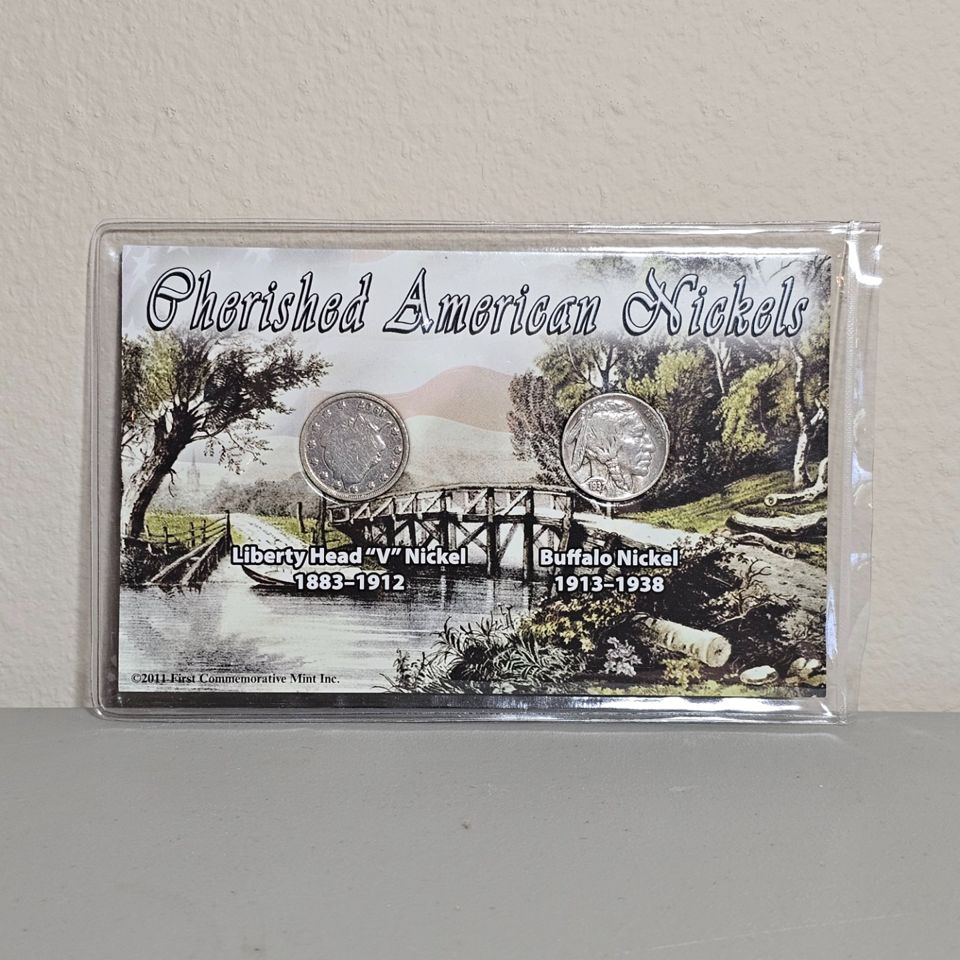 Cherished American Nickels
Liberty Head “V” Nickel
1883–1912
Buffalo Nickel
1913–1938
©2011 First Commemorative Mint Inc.